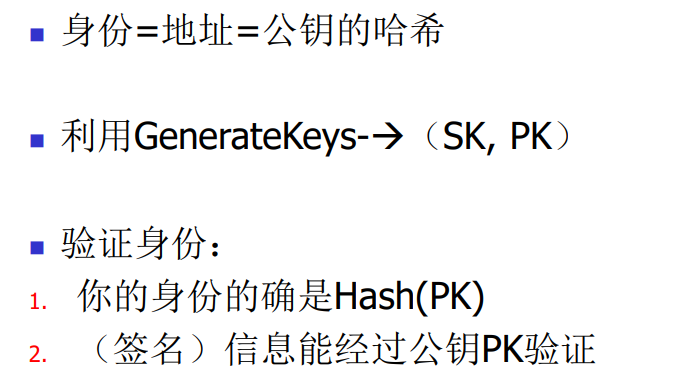 ▪ 身份=地址=公钥的哈希
▪ 利用GenerateKeys-→（SK, PK）
▪ 验证身份：
1. 你的身份的确是Hash(PK)
2. （签名）信息能经过公钥PK验证